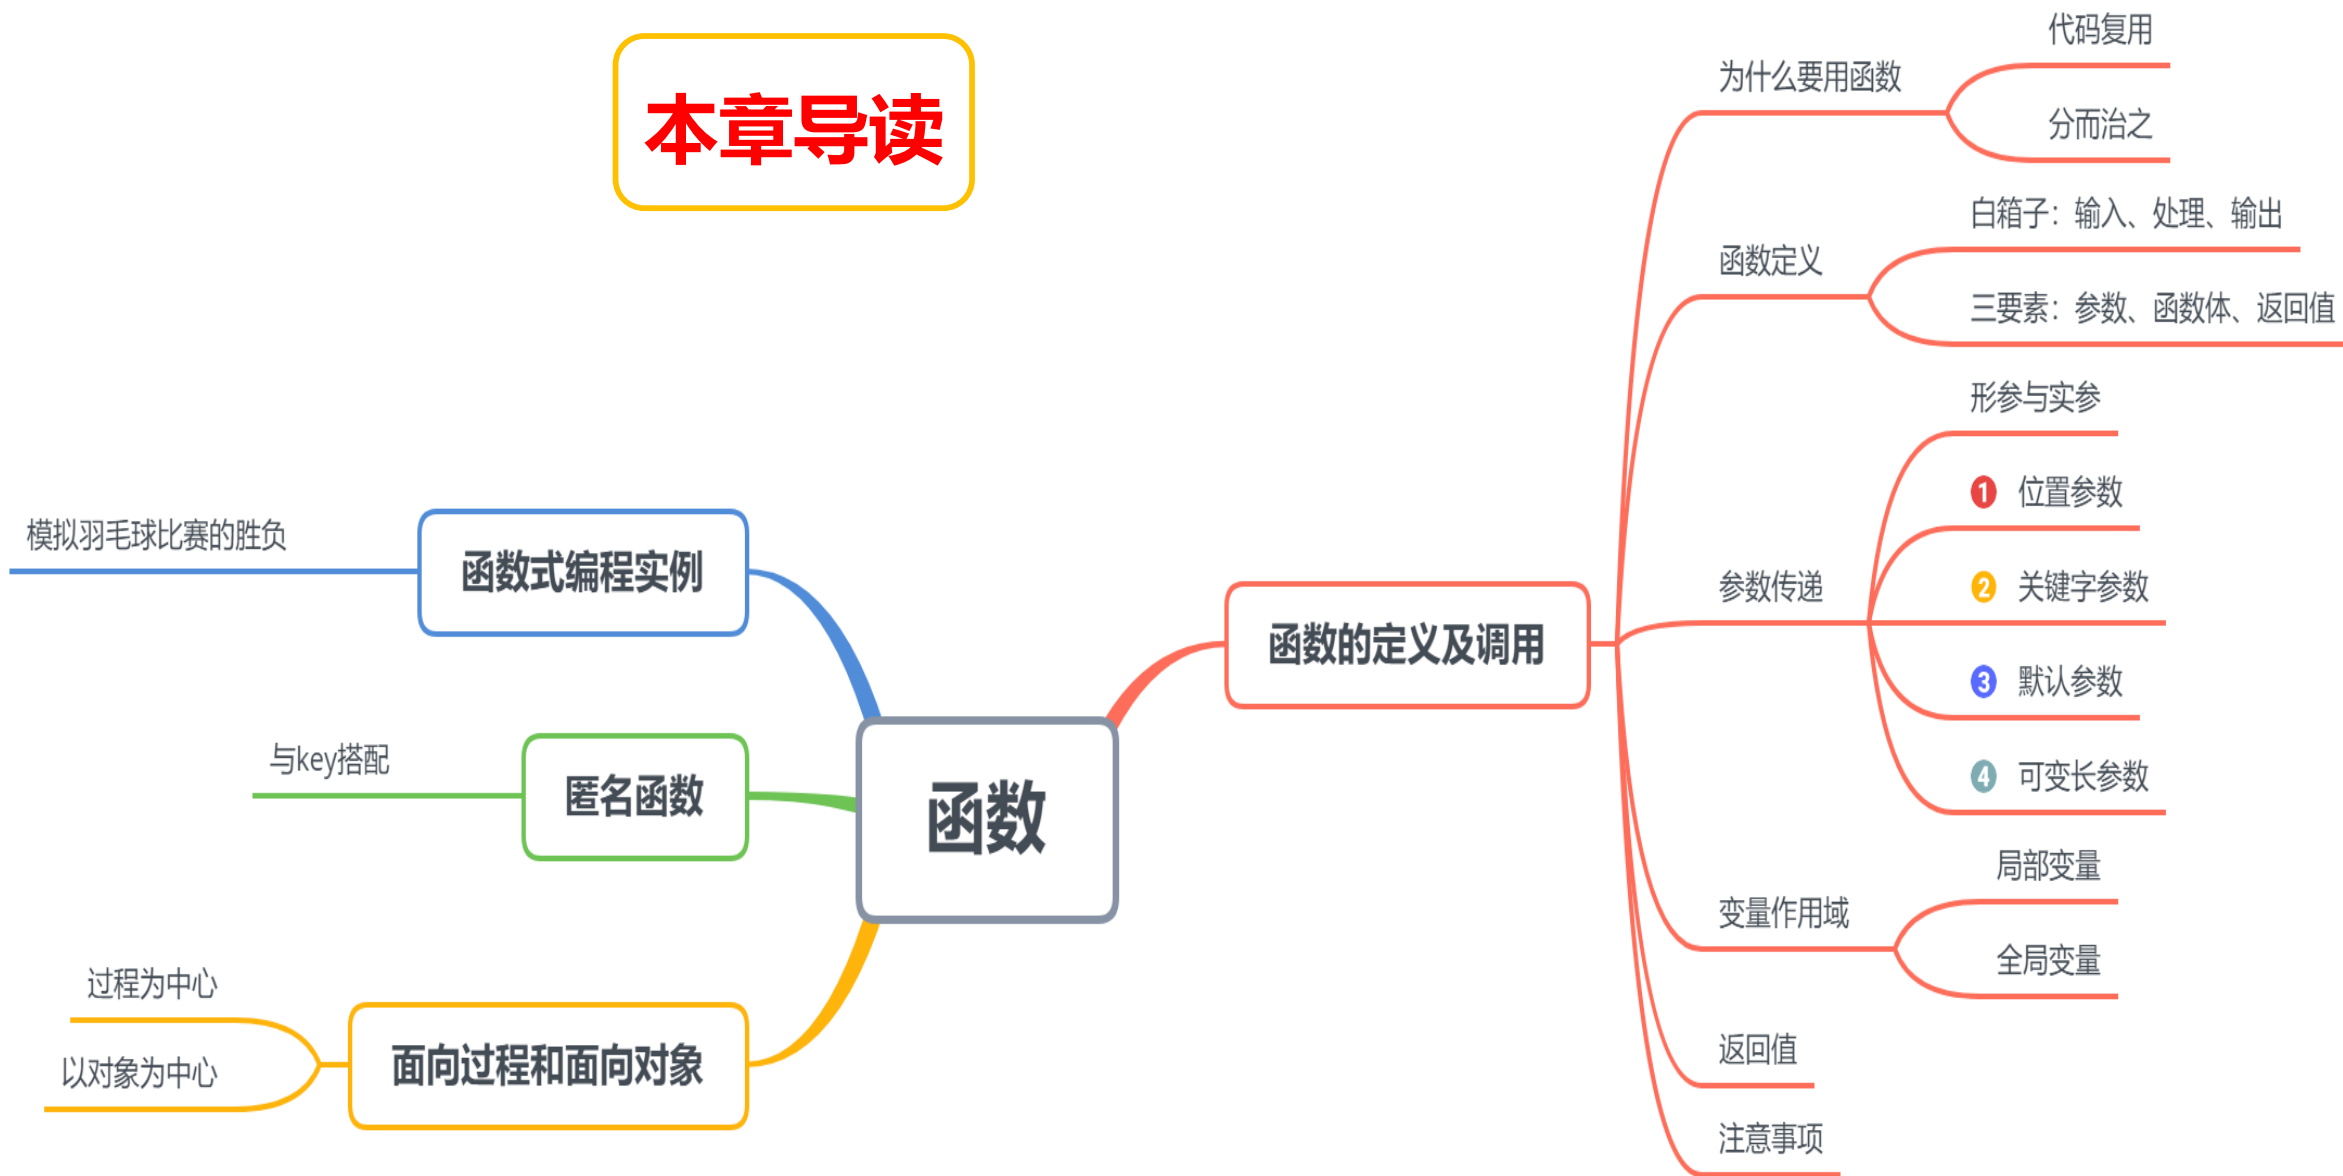 本章导读
函数
函数的定义及调用
为什么要用函数
代码复用
分而治之
函数定义
白箱子：输入、处理、输出
三要素：参数、函数体、返回值
参数传递
形参与实参
1 位置参数
2 关键字参数
3 默认参数
4 可变长参数
变量作用域
局部变量
全局变量
返回值
注意事项
函数式编程实例
模拟羽毛球比赛的胜负
匿名函数
与key搭配
面向过程和面向对象
过程为中心
以对象为中心